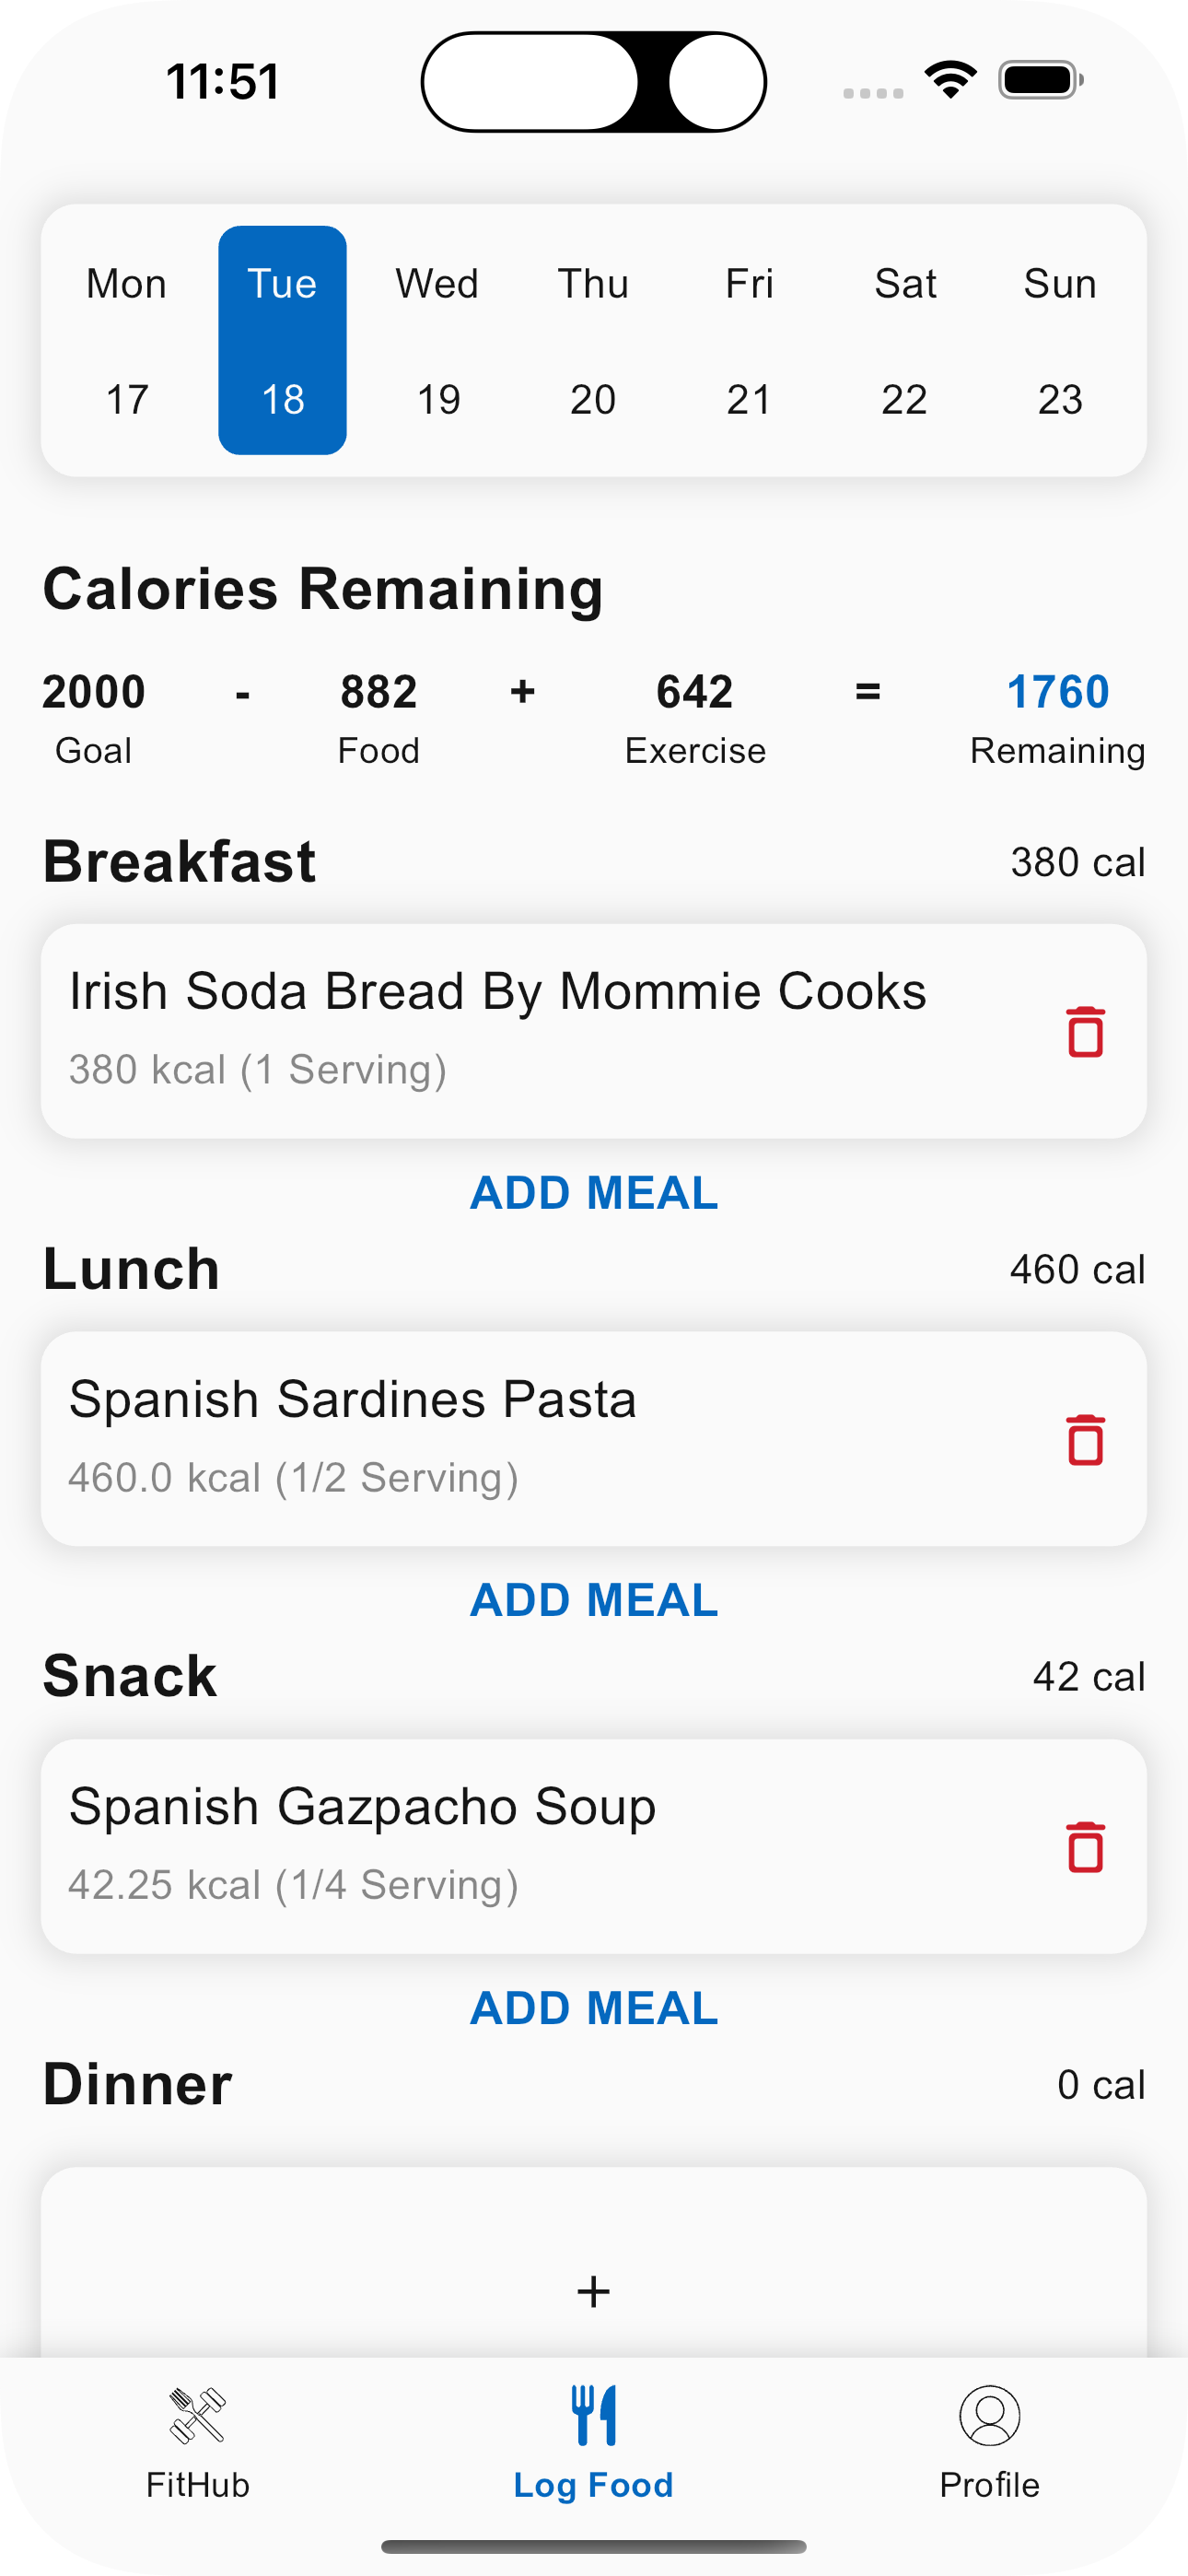 11:51
Mon Tue Wed Thu Fri Sat Sun
17 18 19 20 21 22 23
Calories Remaining
2000 - 882 + 642 = 1760
Goal Food Exercise Remaining
Breakfast 380 cal
Irish Soda Bread By Mommie Cooks
380 kcal (1 Serving)
ADD MEAL
Lunch 460 cal
Spanish Sardines Pasta
460.0 kcal (1/2 Serving)
ADD MEAL
Snack 42 cal
Spanish Gazpacho Soup
42.25 kcal (1/4 Serving)
ADD MEAL
Dinner 0 cal
+
FitHub Log Food Profile